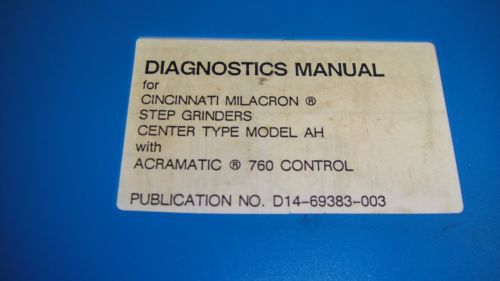 DIAGNOSTICS MANUAL
for
CINCINNATI MILACRON ®
STEP GRINDERS
CENTER TYPE MODEL AH
with
ACRAMATIC ® 760 CONTROL
PUBLICATION NO. D14-69383-003